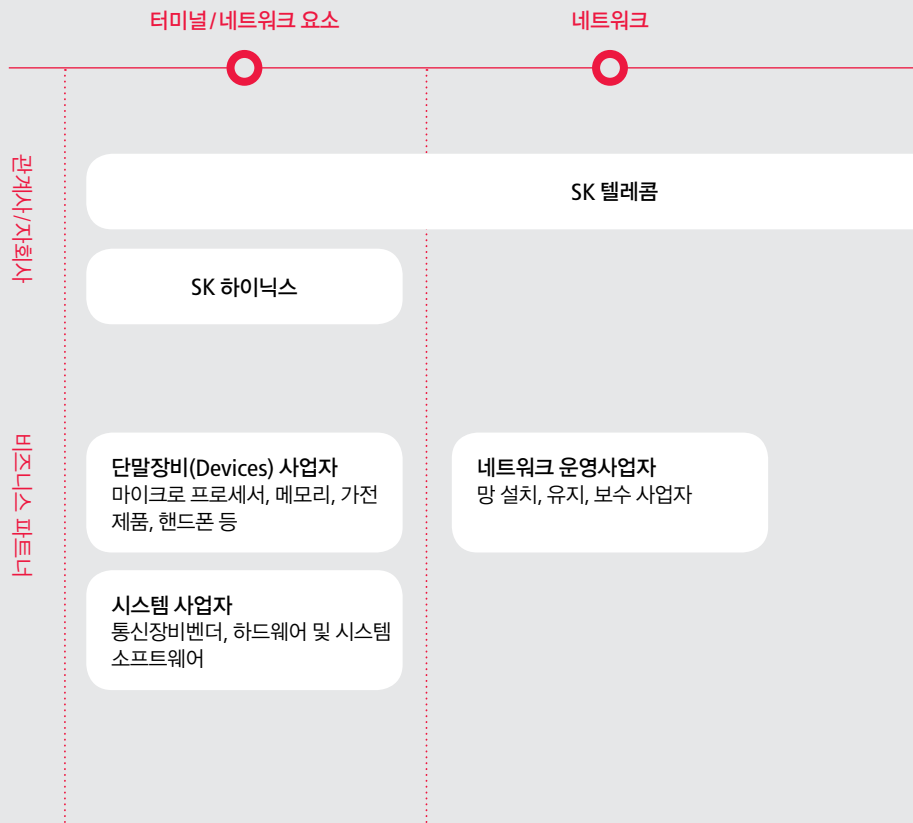 터미널/네트워크 요소
네트워크
관계사/자회사
SK 텔레콤
SK 하이닉스
비즈니스 파트너
단말장비(Devices) 사업자
마이크로 프로세서, 메모리, 가전
제품, 핸드폰 등
네트워크 운영사업자
망 설치, 유지, 보수 사업자
시스템 사업자
통신장비벤더, 하드웨어 및 시스템
소프트웨어